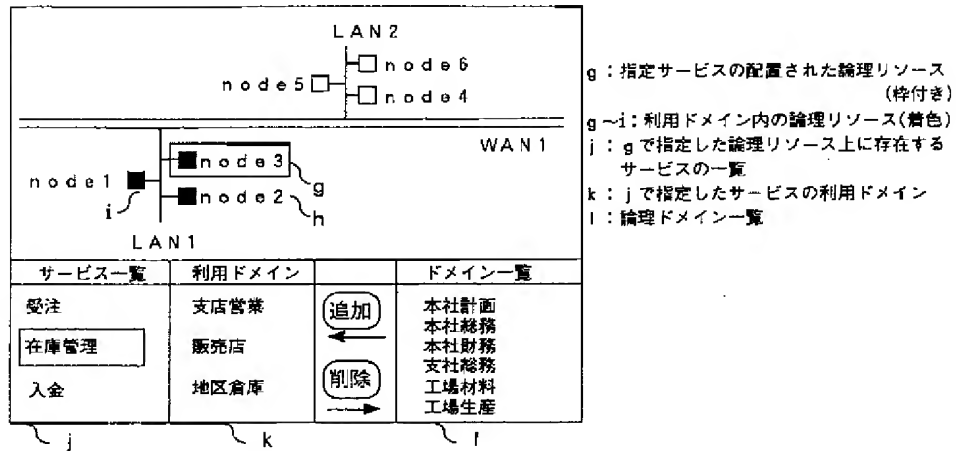 LAN2
node6
node5
node4
WAN1
node3
node1
g
node2
i
h
LAN1
サービス一覧 利用ドメイン ドメイン一覧
受注 支店営業 追加 本社計画
本社総務
在庫管理 販売店 本社財務
支社総務
入金 地区倉庫 削除 工場材料
工場生産
j k l
g:指定サービスの配置された論理リソース
(枠付き)
g~i:利用ドメイン内の論理リソース(着色)
j:gで指定した論理リソース上に存在する
サービスの一覧
k:jで指定したサービスの利用ドメイン
l:論理ドメイン一覧